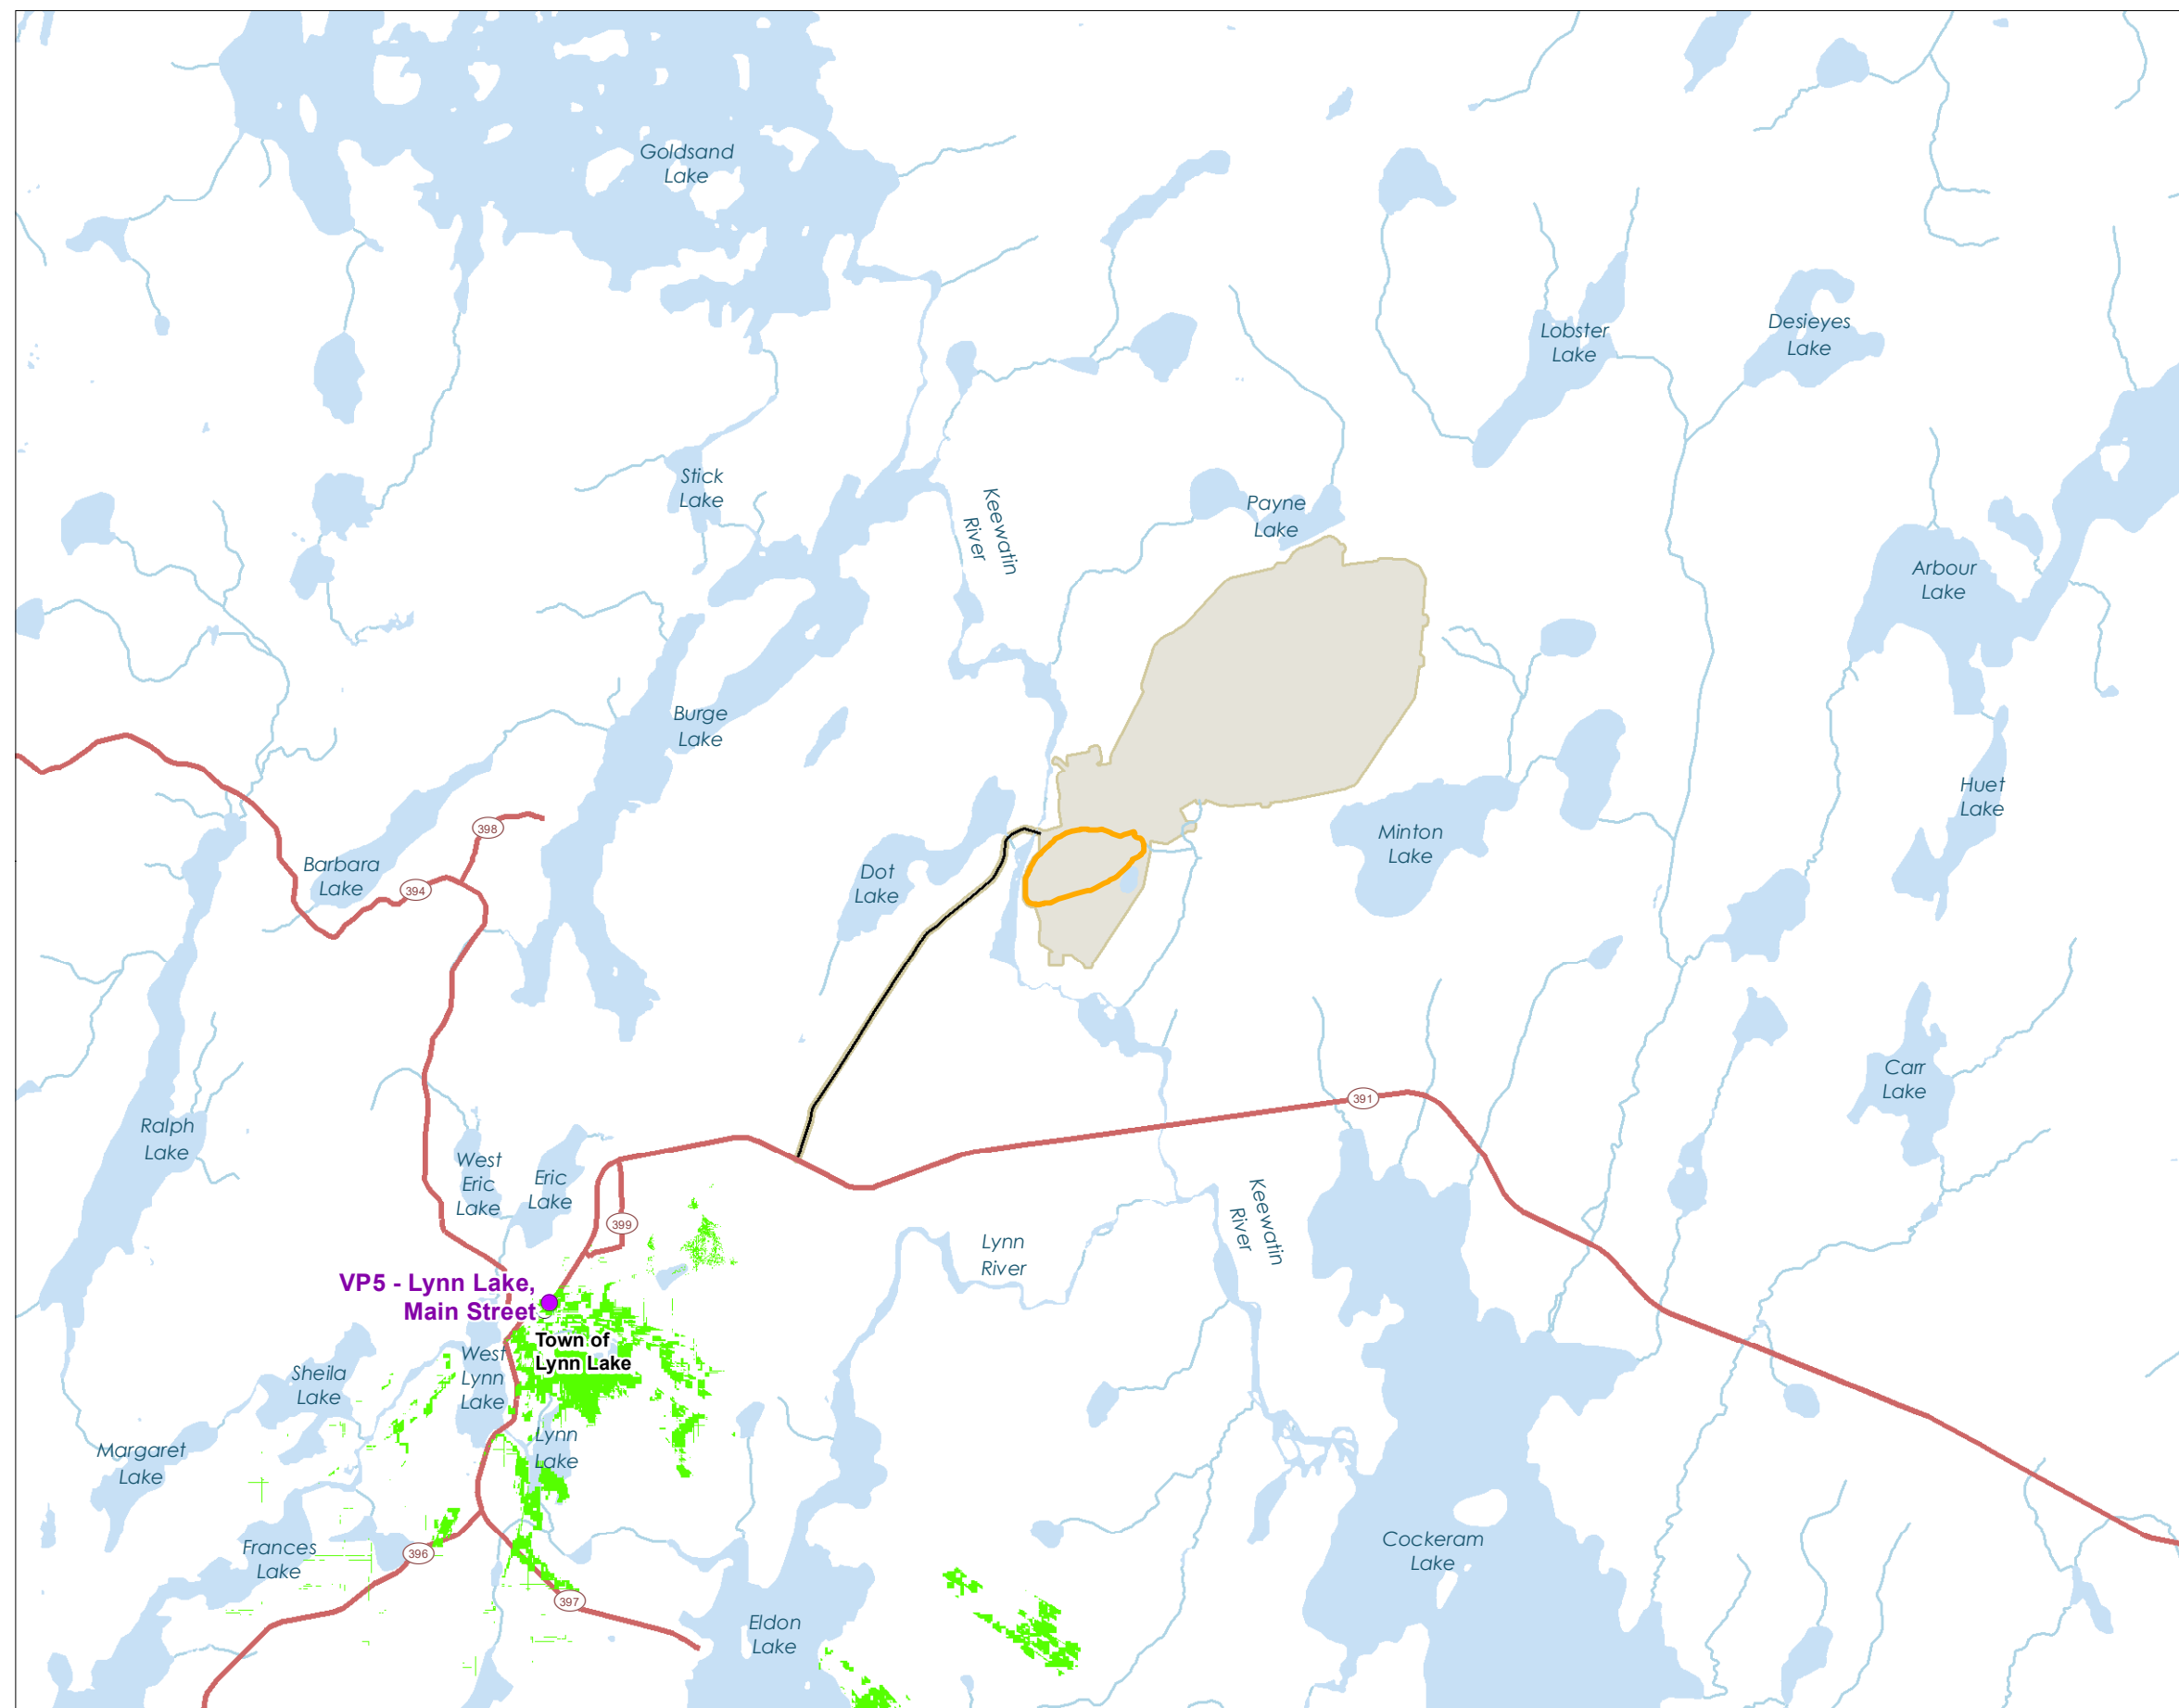 Goldsand
Lake
Lobster
Lake
Desieyes
Lake
Stick
Lake
Keewatin
River
Payne
Lake
Arbour
Lake
Burge
Lake
Huet
Lake
398
Barbara
Lake
394
Dot
Lake
Minton
Lake
Carr
Lake
391
Ralph
Lake
West
Eric
Lake
Eric
Lake
399
Keewatin
River
Lynn
River
VP5 - Lynn Lake,
Main Street
Town of
Lynn Lake
West
Lynn
Lake
Sheila
Lake
Lynn
Lake
Margaret
Lake
Frances
Lake
396
Cockeram
Lake
397
Eldon
Lake